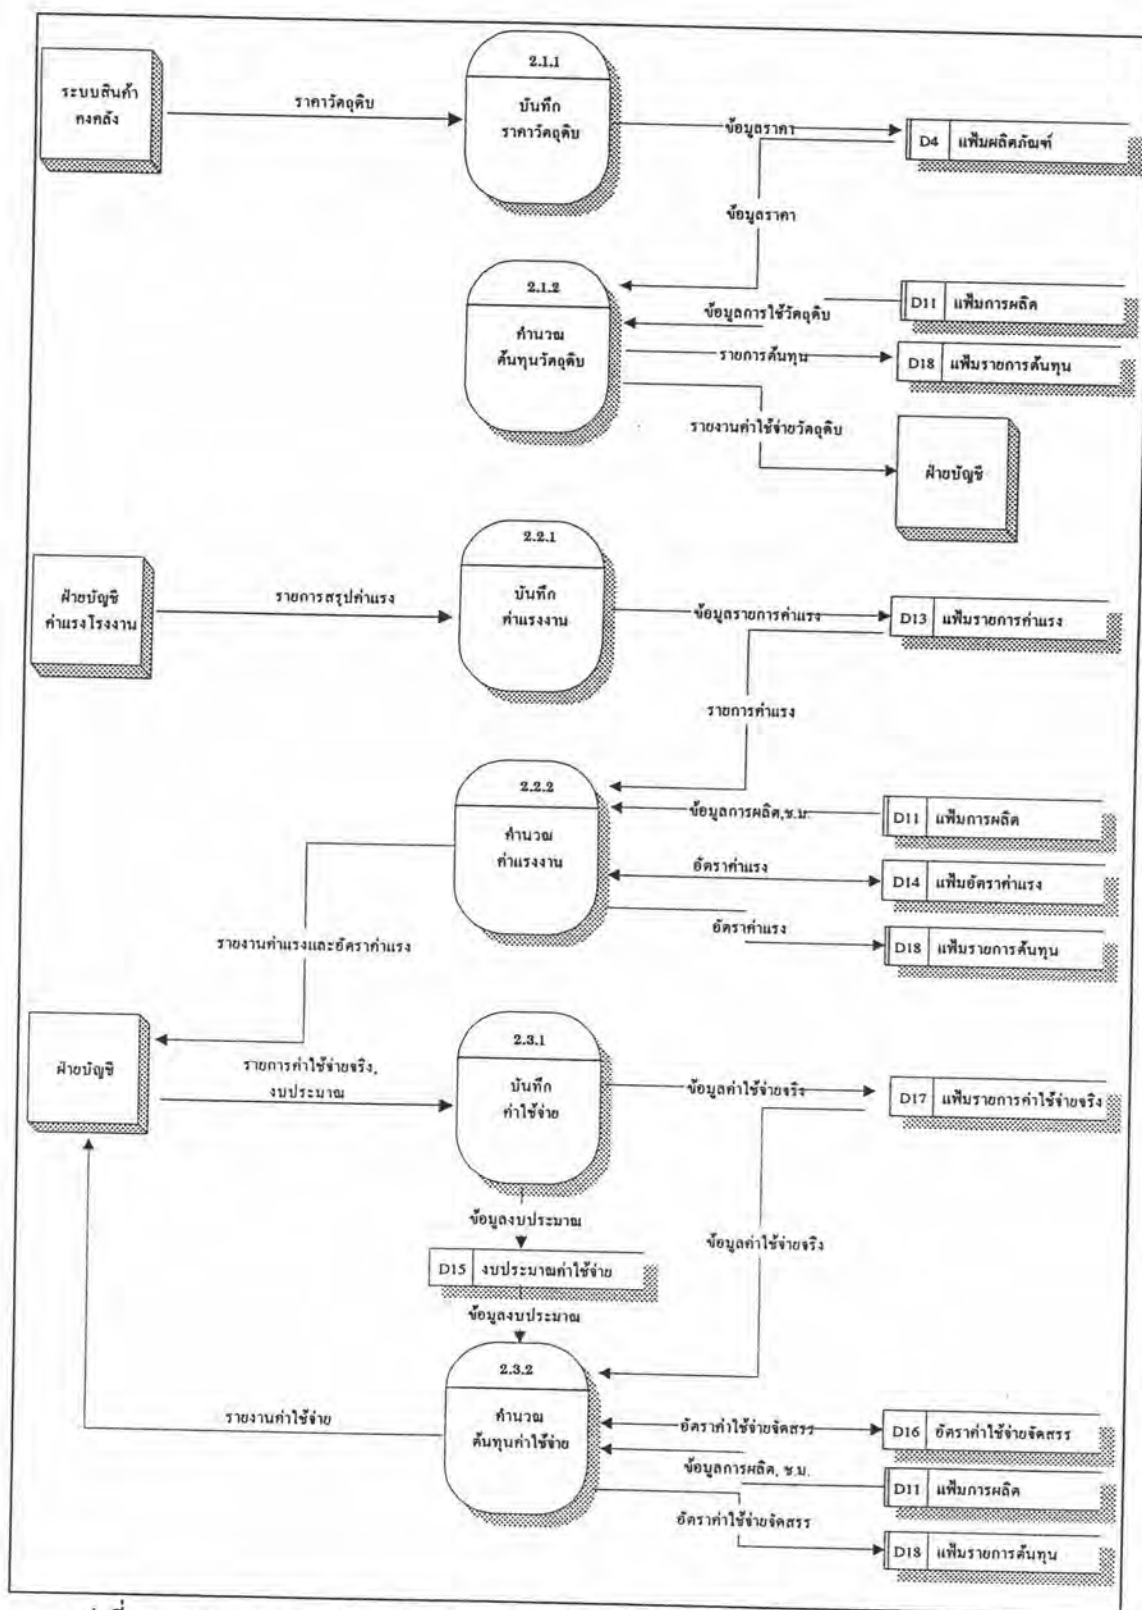 2.1.1
ระบบสินค้า
คงคลัง
ราคาวัตถุดิบ
บันทึก
ราคาวัตถุดิบ
ข้อมูลราคา
D4 แฟ้มผลิตภัณฑ์
ข้อมูลราคา
2.1.2
คำนวณ
ต้นทุนวัตถุดิบ
ข้อมูลการใช้วัตถุดิบ
D11 แฟ้มการผลิต
รายการต้นทุน
D18 แฟ้มรายการต้นทุน
รายงานค่าใช้จ่ายวัตถุดิบ
ฝ่ายบัญชี
2.2.1
ฝ่ายบัญชี
ค่าแรงโรงงาน
รายการสรุปค่าแรง
บันทึก
ค่าแรงงาน
ข้อมูลรายการค่าแรง
D13 แฟ้มรายการค่าแรง
รายการค่าแรง
2.2.2
คำนวณ
ค่าแรงงาน
ข้อมูลการผลิต,ช.ม.
D11 แฟ้มการผลิต
อัตราค่าแรง
D14 แฟ้มอัตราค่าแรง
อัตราค่าแรง
D18 แฟ้มรายการต้นทุน
รายงานค่าแรงและอัตราค่าแรง
ฝ่ายบัญชี
รายการค่าใช้จ่ายจริง,
งบประมาณ
2.3.1
บันทึก
ค่าใช้จ่าย
ข้อมูลค่าใช้จ่ายจริง
D17 แฟ้มรายการค่าใช้จ่ายจริง
ข้อมูลงบประมาณ
ข้อมูลค่าใช้จ่ายจริง
D15 งบประมาณค่าใช้จ่าย
ข้อมูลงบประมาณ
2.3.2
คำนวณ
ต้นทุนค่าใช้จ่าย
รายงานค่าใช้จ่าย
อัตราค่าใช้จ่ายจัดสรร
D16 อัตราค่าใช้จ่ายจัดสรร
ข้อมูลการผลิต, ช.ม.
D11 แฟ้มการผลิต
อัตราค่าใช้จ่ายจัดสรร
D18 แฟ้มรายการต้นทุน